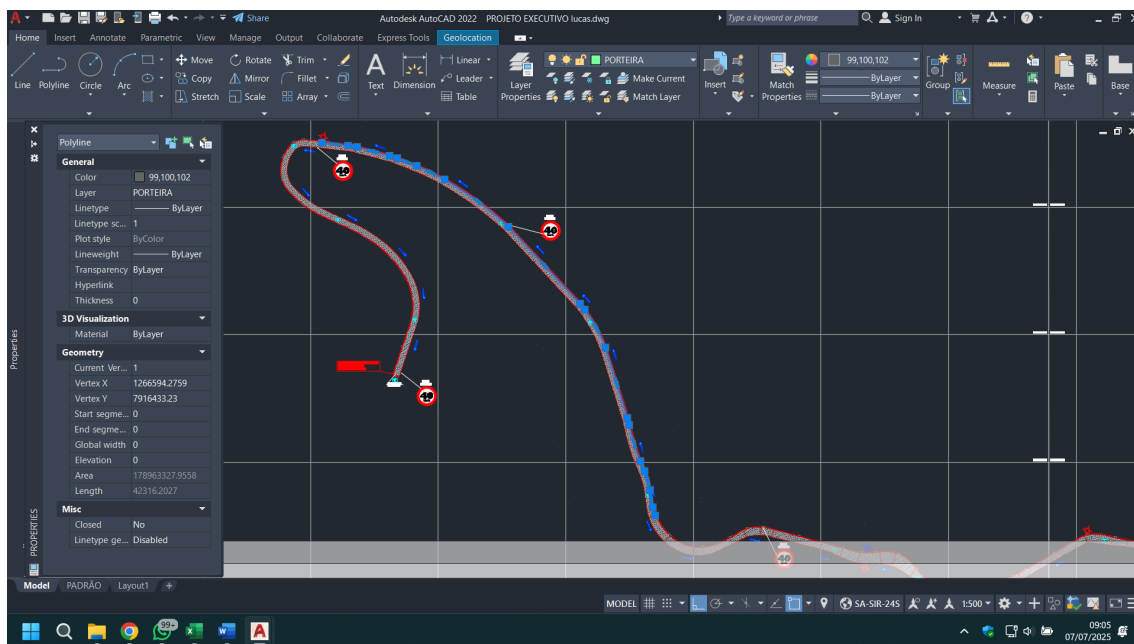 Share
Autodesk AutoCAD 2022 PROJETO EXECUTIVO lucas.dwg
Type a keyword or phrase
Sign In
Home Insert Annotate Parametric View Manage Output Collaborate Express Tools Geolocation
Line Polyline Circle Arc
Move Rotate Trim
Copy Mirror Fillet
Stretch Scale Array
Text Dimension
Linear
Leader
Table
Layer Properties
PORTEIRA
Make Current
Match Layer
Insert
Match Properties
99,100,102
ByLayer
ByLayer
Group
Measure
Paste
Base
Polyline
General
Color 99,100,102
Layer PORTEIRA
Linetype ByLayer
Linetype sc... 1
Plot style ByColor
Lineweight ByLayer
Transparency ByLayer
Hyperlink
Thickness 0
3D Visualization
Material ByLayer
Geometry
Current Ver... 1
Vertex X 1266594.2759
Vertex Y 7916433.23
Start segme... 0
End segme... 0
Global width 0
Elevation 0
Area 178963327.9558
Length 42316.2027
Misc
Closed No
Linetype ge... Disabled
Properties
PROPERTIES
40
40
40
40
Model PADRÃO Layout1 +
MODEL SA-SIR-24S 1:500
99+
09:05
07/07/2025